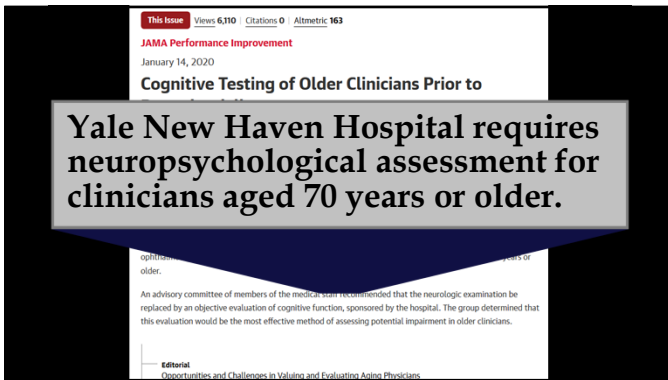 This Issue Views 6,110 | Citations 0 | Altmetric 163
JAMA Performance Improvement
January 14, 2020
Cognitive Testing of Older Clinicians Prior to
Yale New Haven Hospital requires
neuropsychological assessment for
clinicians aged 70 years or older.
years or
older.
An advisory committee of members of the medical staff recommended that the neurologic examination be
replaced by an objective evaluation of cognitive function, sponsored by the hospital. The group determined that
this evaluation would be the most effective method of assessing potential impairment in older clinicians.
Editorial
Opportunities and Challenges in Valuing and Evaluating Aging Physicians